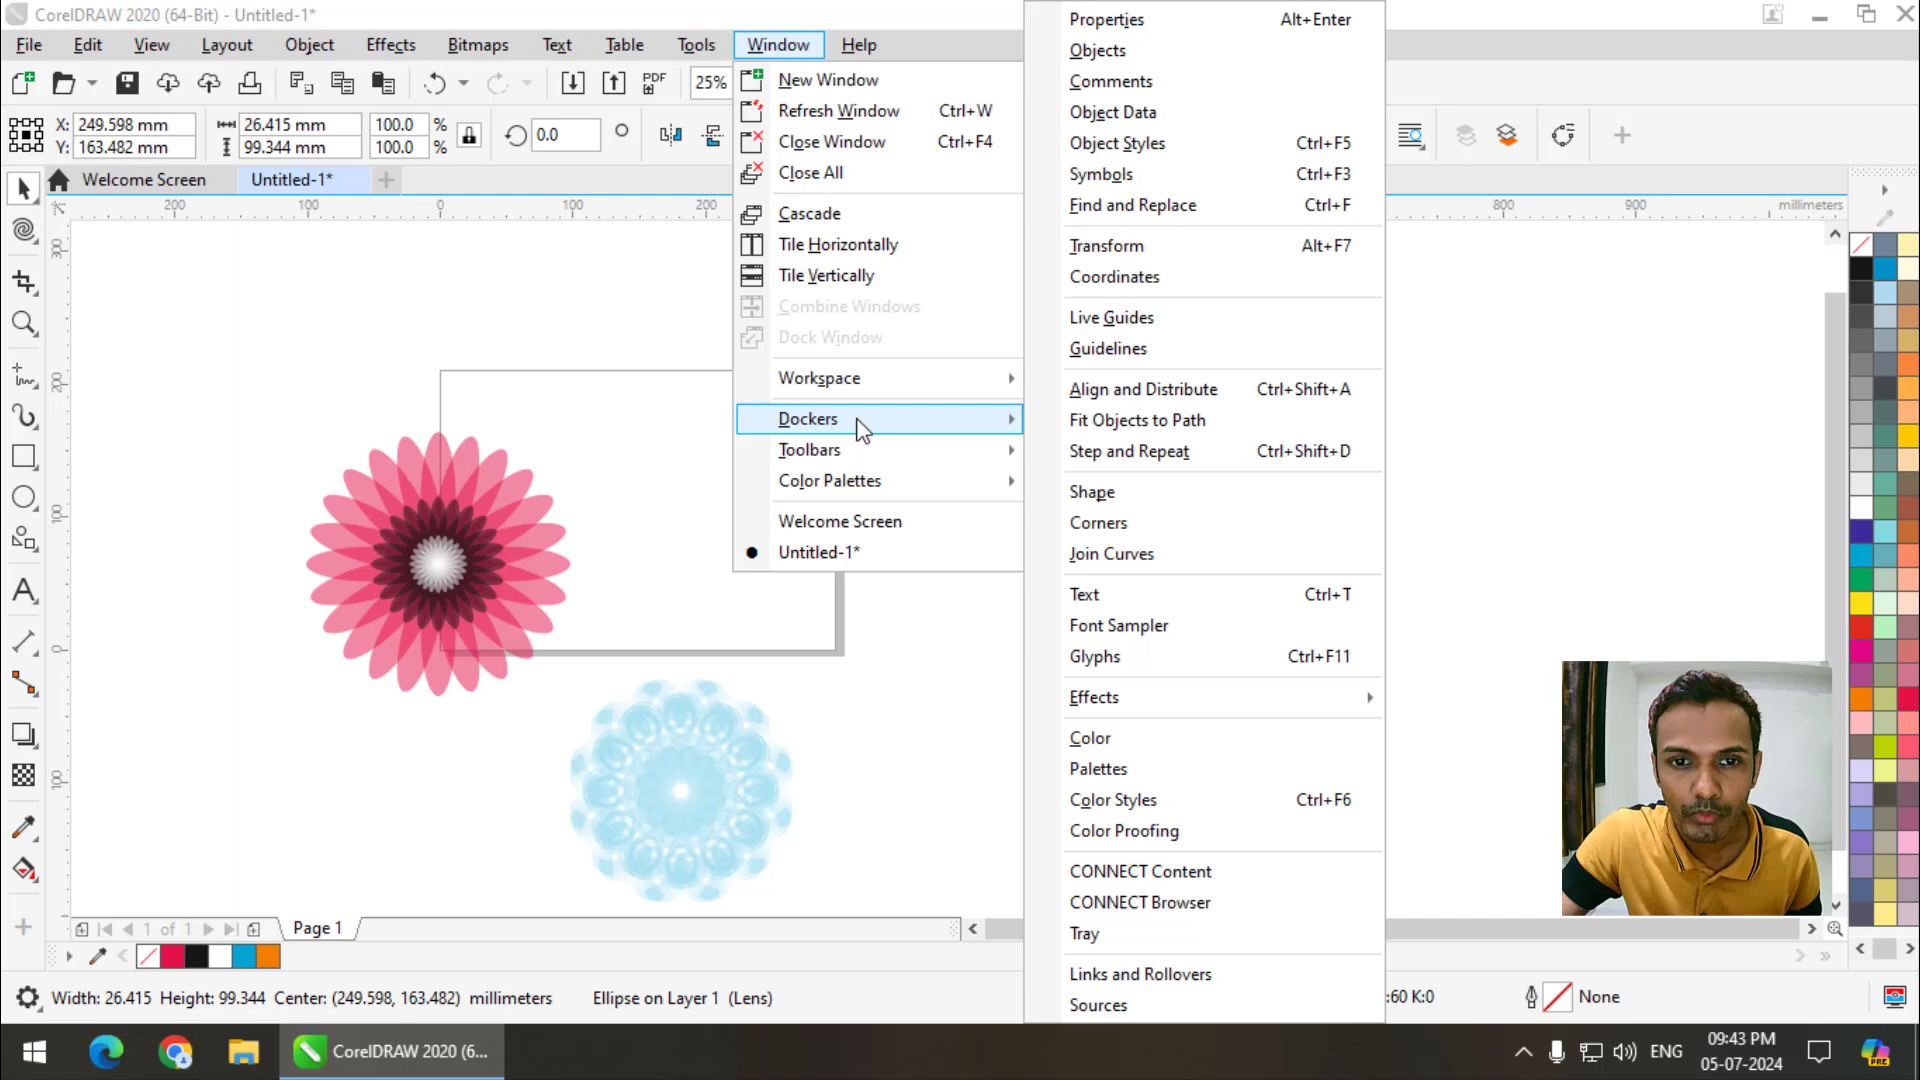 CorelDRAW 2020 (64-Bit) - Untitled-1*
File Edit View Layout Object Effects Bitmaps Text Table Tools Window Help
PDF 25%
X: 249.598 mm 26.415 mm 100.0 % 0.0 °
Y: 163.482 mm 99.344 mm 100.0 %
Welcome Screen Untitled-1*
200 100 0 100 200 800 900 millimeters
300
200
100
0
100
New Window
Refresh Window Ctrl+W
Close Window Ctrl+F4
Close All
Cascade
Tile Horizontally
Tile Vertically
Combine Windows
Dock Window
Workspace
Dockers
Toolbars
Color Palettes
Welcome Screen
Untitled-1*
Properties Alt+Enter
Objects
Comments
Object Data
Object Styles Ctrl+F5
Symbols Ctrl+F3
Find and Replace Ctrl+F
Transform Alt+F7
Coordinates
Live Guides
Guidelines
Align and Distribute Ctrl+Shift+A
Fit Objects to Path
Step and Repeat Ctrl+Shift+D
Shape
Corners
Join Curves
Text Ctrl+T
Font Sampler
Glyphs Ctrl+F11
Effects
Color
Palettes
Color Styles Ctrl+F6
Color Proofing
CONNECT Content
CONNECT Browser
Tray
Links and Rollovers
Sources
1 of 1 Page 1
Width: 26.415 Height: 99.344 Center: (249.598, 163.482) millimeters Ellipse on Layer 1 (Lens) :60 K:0 None
CorelDRAW 2020 (6... ENG 09:43 PM
05-07-2024
PRE